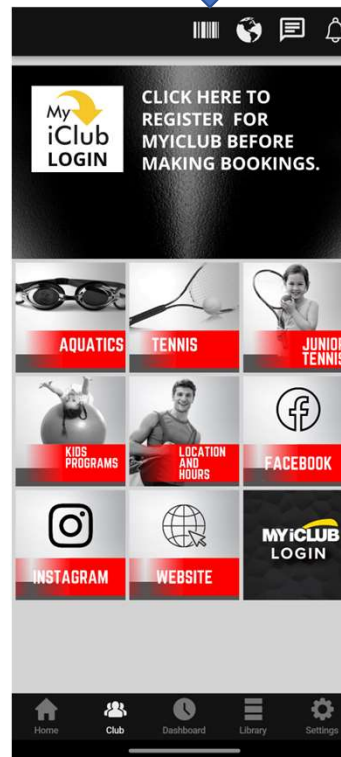 My
iClub
LOGIN
CLICK HERE TO
REGISTER FOR
MYICLUB BEFORE
MAKING BOOKINGS.
AQUATICS
TENNIS
JUNIOR
TENNIS
KIDS
PROGRAMS
LOCATION
AND
HOURS
FACEBOOK
INSTAGRAM
WEBSITE
MYiCLUB
LOGIN
Home
Club
Dashboard
Library
Settings